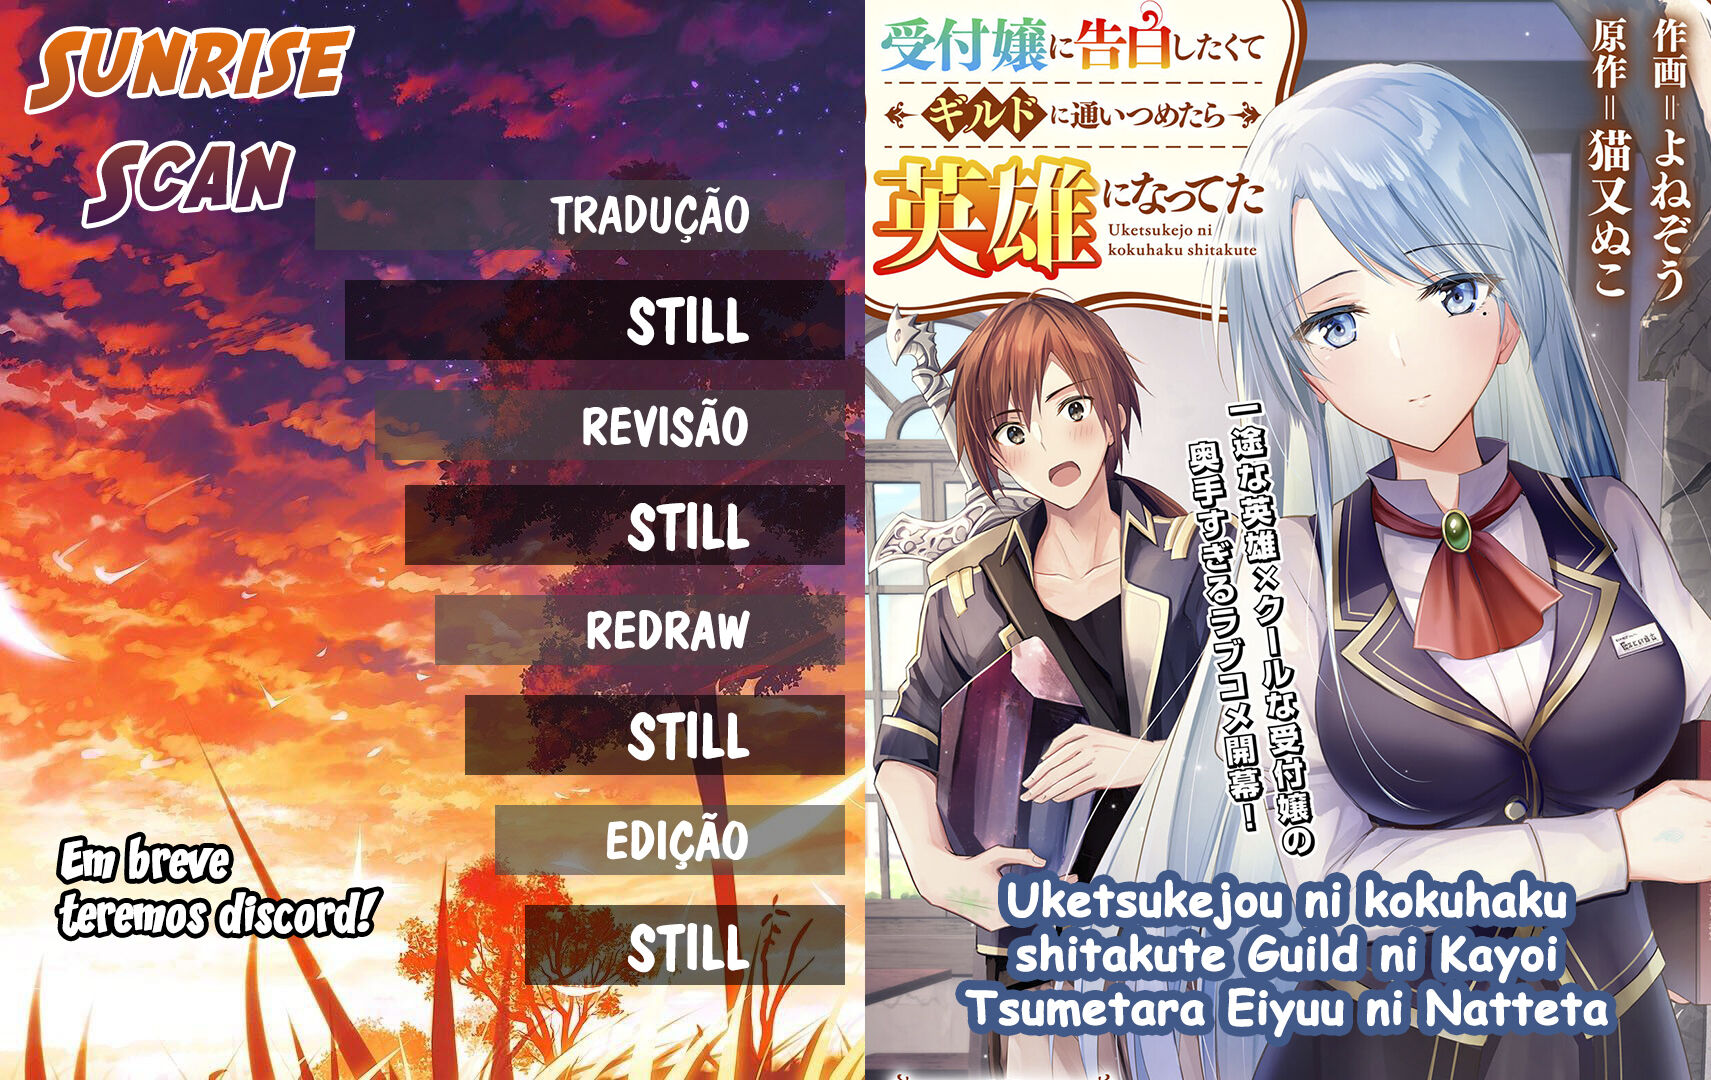 SUNRISE
SCAN
TRADUÇÃO
STILL
REVISÃO
STILL
REDRAW
STILL
EDIÇÃO
STILL
Em breve
teremos discord!
受付嬢に告白したくて
ギルドに通いつめたら
英雄になってた
Uketsukejo ni
kokuhaku shitakute
作画=よねぞう
原作=猫又ぬこ
一途な英雄×クールな受付嬢の
奥手すぎるラブコメ開幕!
Uketsukejou ni kokuhaku
shitakute Guild ni Kayoi
Tsumetara Eiyuu ni Natteta